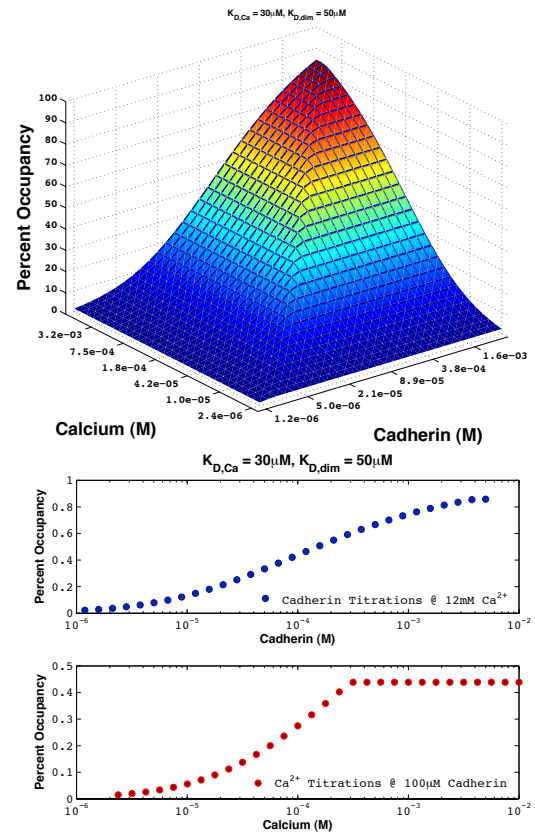 K_D,Ca = 30μM, K_D,dim = 50μM
100
90
80
70
60
50
40
30
20
10
0
Percent Occupancy
3.2e−03
7.5e−04
1.8e−04
4.2e−05
1.0e−05
2.4e−06
Calcium (M)
1.6e−03
3.8e−04
8.9e−05
2.1e−05
5.0e−06
1.2e−06
Cadherin (M)
K_D,Ca = 30μM, K_D,dim = 50μM
1
0.8
0.6
0.4
0.2
0
Percent Occupancy
Cadherin Titrations @ 12mM Ca²⁺
10⁻⁶ 10⁻⁵ 10⁻⁴ 10⁻³ 10⁻²
Cadherin (M)
0.5
0.4
0.3
0.2
0.1
0
Percent Occupancy
Ca²⁺ Titrations @ 100μM Cadherin
10⁻⁶ 10⁻⁵ 10⁻⁴ 10⁻³ 10⁻²
Calcium (M)